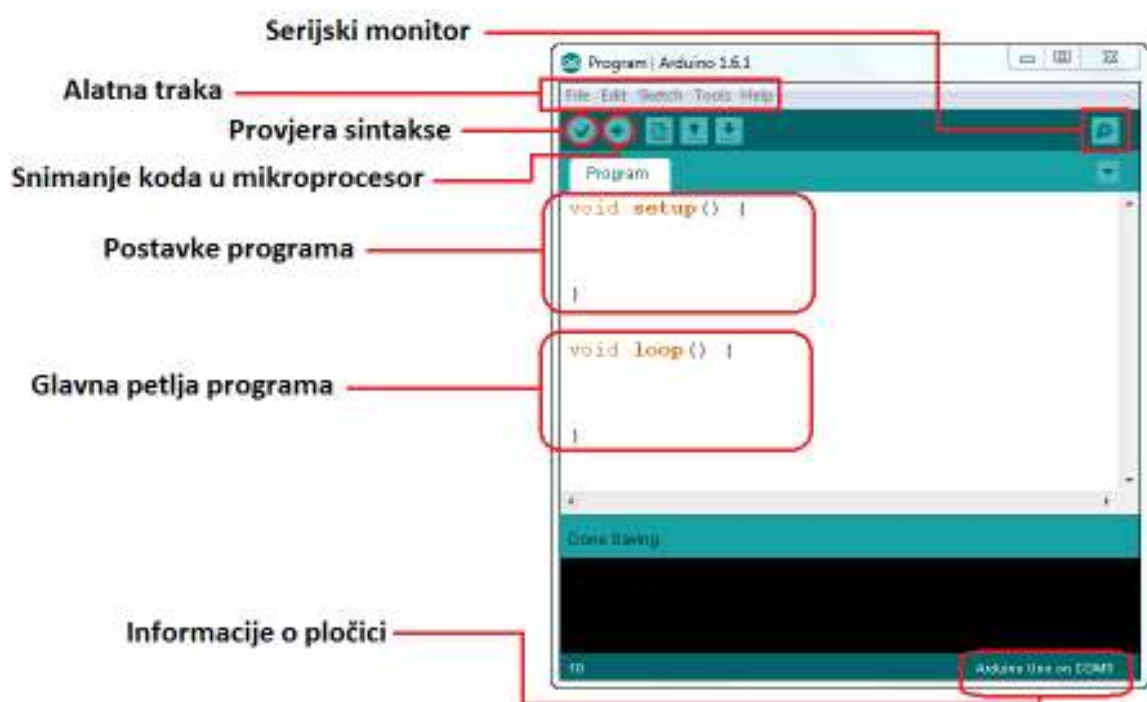 Serijski monitor
Program | Arduino 1.6.1
Alatna traka
File Edit Sketch Tools Help
Provjera sintakse
Snimanje koda u mikroprocesor
Program
void setup() {
Postavke programa
}
void loop() {
Glavna petlja programa
}
Done Saving
Informacije o pločici
10
Arduino Uno on COM3